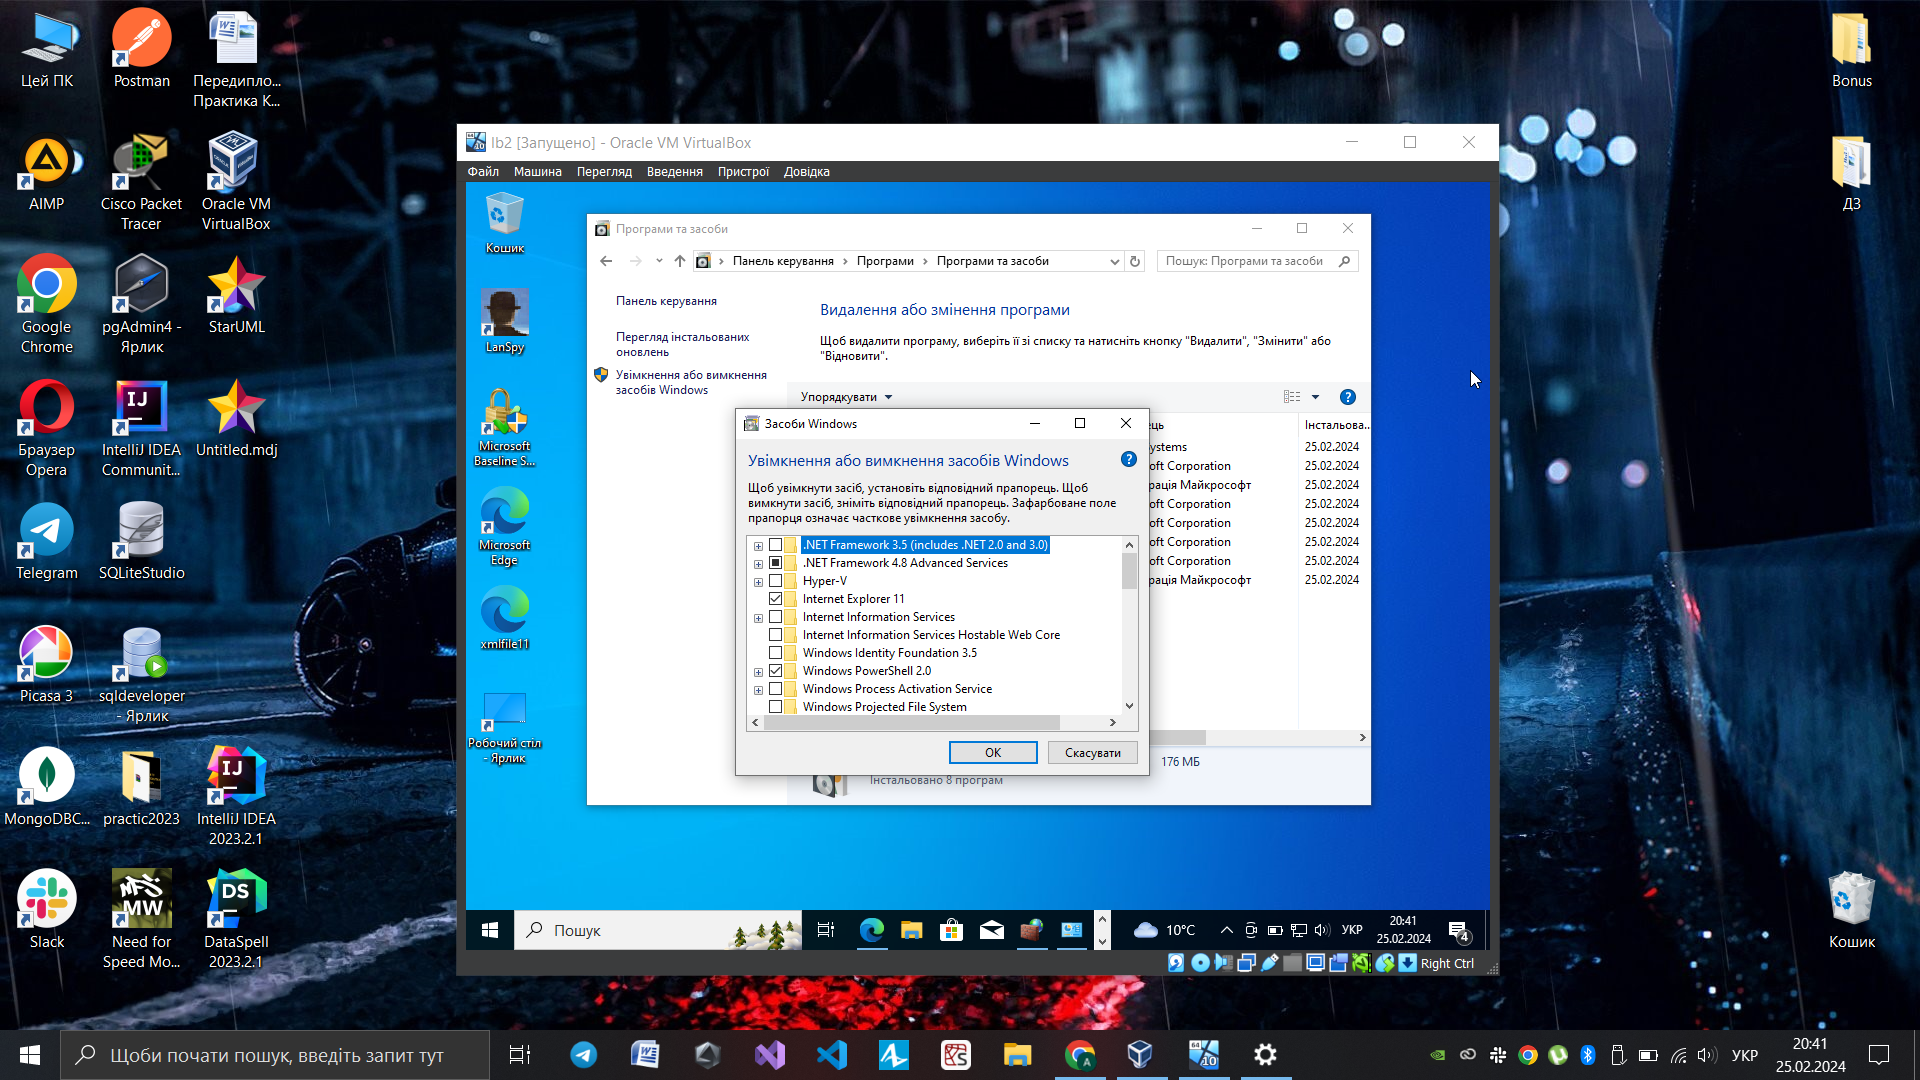 Цей ПК
Postman
Передипло...
Практика К...
AIMP
Cisco Packet
Tracer
Oracle VM
VirtualBox
Google
Chrome
pgAdmin4 -
Ярлик
StarUML
Браузер
Opera
IntelliJ IDEA
Communit...
Untitled.mdj
Telegram
SQLiteStudio
Picasa 3
sqldeveloper
- Ярлик
MongoDBC...
practic2023
IntelliJ IDEA
2023.2.1
Slack
Need for
Speed Mo...
DataSpell
2023.2.1
Bonus
ДЗ
Кошик
lb2 [Запущено] - Oracle VM VirtualBox
Файл Машина Перегляд Введення Пристрої Довідка
Кошик
LanSpy
Microsoft
Baseline S...
Microsoft
Edge
xmlfile11
Робочий стіл
- Ярлик
Програми та засоби
Панель керування › Програми › Програми та засоби
Пошук: Програми та засоби
Панель керування
Перегляд інстальованих
оновлень
Увімкнення або вимкнення
засобів Windows
Видалення або змінення програми
Щоб видалити програму, виберіть її зі списку та натисніть кнопку "Видалити", "Змінити" або
"Відновити".
Упорядкувати
ець Інстальова...
ystems 25.02.2024
oft Corporation 25.02.2024
рація Майкрософт 25.02.2024
oft Corporation 25.02.2024
oft Corporation 25.02.2024
oft Corporation 25.02.2024
oft Corporation 25.02.2024
рація Майкрософт 25.02.2024
176 МБ
Інстальовано 8 програм
Засоби Windows
Увімкнення або вимкнення засобів Windows
Щоб увімкнути засіб, установіть відповідний прапорець. Щоб
вимкнути засіб, зніміть відповідний прапорець. Зафарбоване поле
прапорця означає часткове увімкнення засобу.
.NET Framework 3.5 (includes .NET 2.0 and 3.0)
.NET Framework 4.8 Advanced Services
Hyper-V
Internet Explorer 11
Internet Information Services
Internet Information Services Hostable Web Core
Windows Identity Foundation 3.5
Windows PowerShell 2.0
Windows Process Activation Service
Windows Projected File System
OK Скасувати
Пошук
10°C
УКР
20:41
25.02.2024
4
Right Ctrl
Щоби почати пошук, введіть запит тут
УКР
20:41
25.02.2024